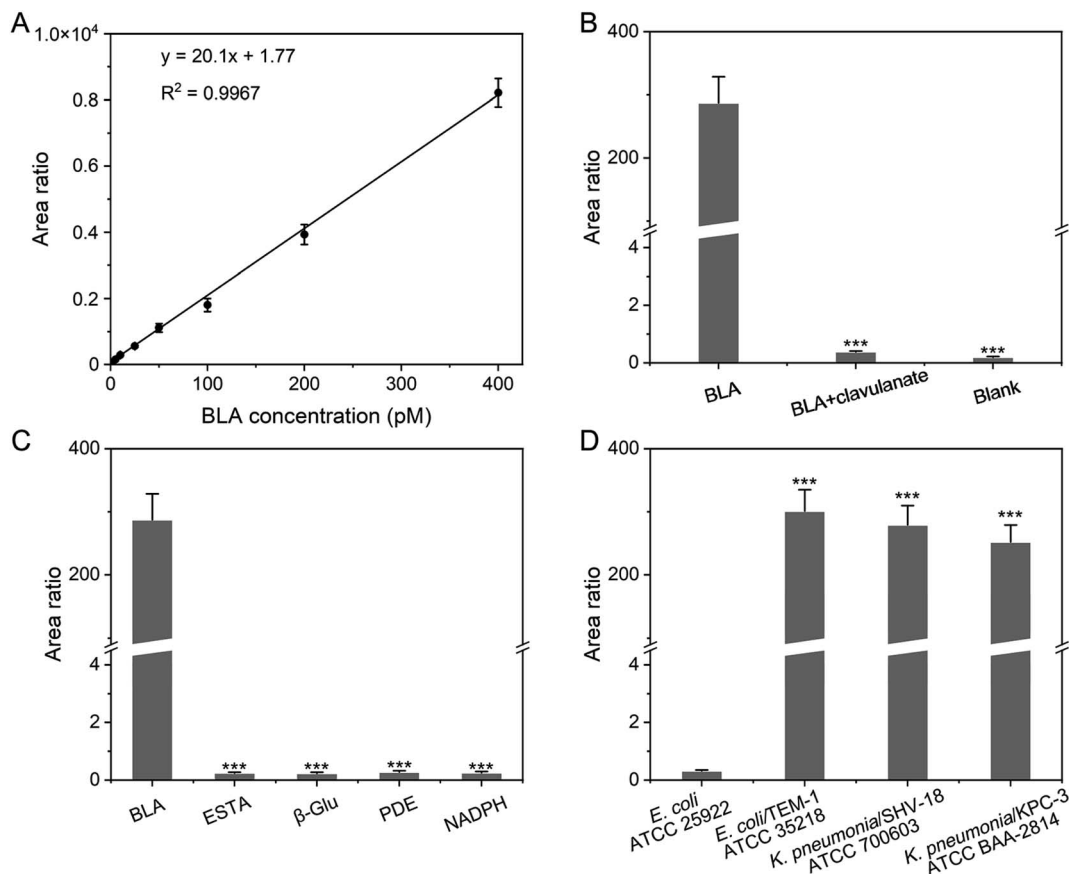 A
1.0×10⁴
0.8
0.6
0.4
0.2
0
Area ratio
y = 20.1x + 1.77
R² = 0.9967
0
100
200
300
400
BLA concentration (pM)
B
400
200
4
2
0
Area ratio
***
***
BLA
BLA+clavulanate
Blank
C
400
200
4
2
0
Area ratio
***
***
***
***
BLA
ESTA
β-Glu
PDE
NADPH
D
400
200
4
2
0
Area ratio
***
***
***
E. coli
ATCC 25922
E. coli/TEM-1
ATCC 35218
K. pneumonia/SHV-18
ATCC 700603
K. pneumonia/KPC-3
ATCC BAA-2814